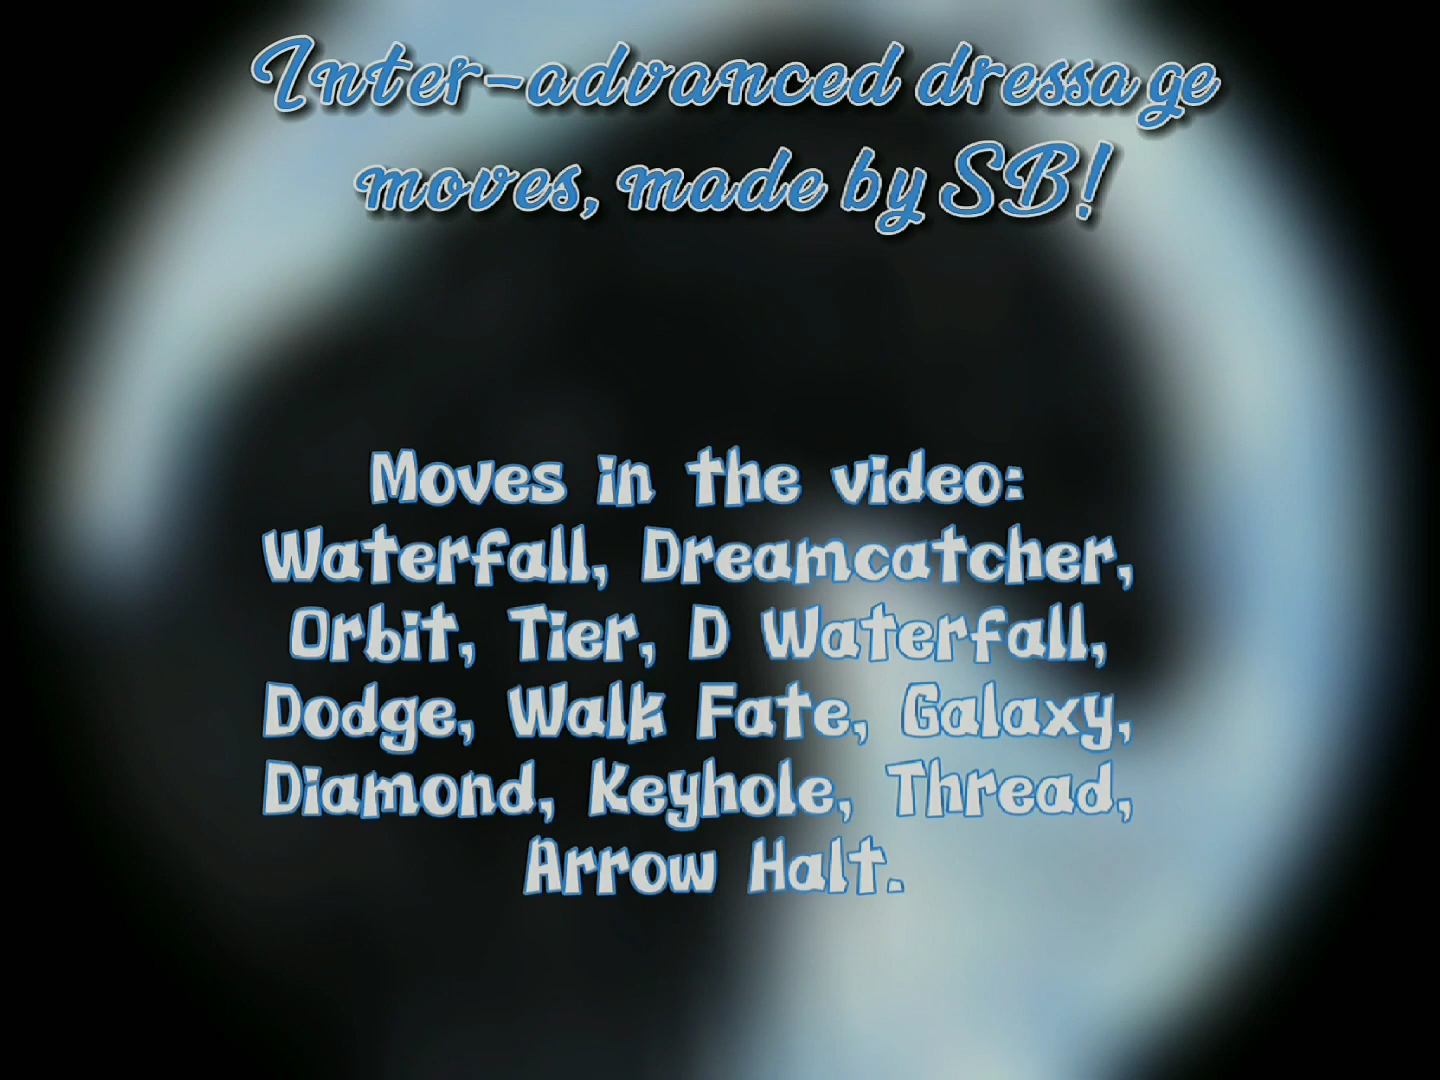 Inter-advanced dressage
moves, made by SB!
Moves in the video:
Waterfall, Dreamcatcher,
Orbit, Tier, D Waterfall,
Dodge, Walk Fate, Galaxy,
Diamond, Keyhole, Thread,
Arrow Halt.